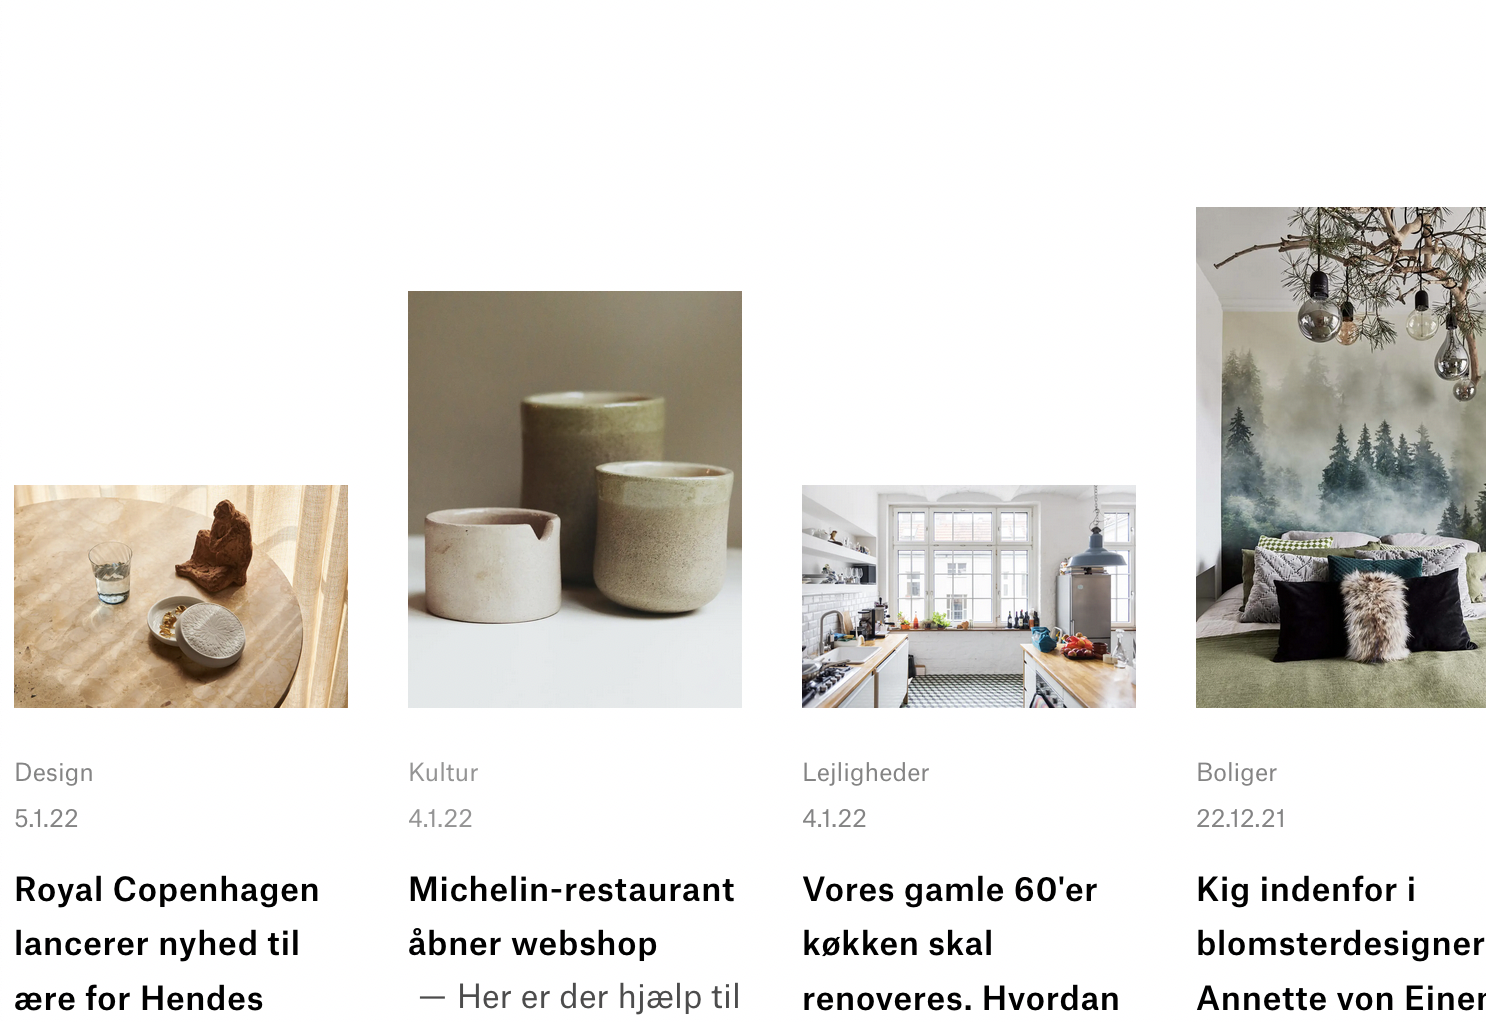 Design
5.1.22
Royal Copenhagen
lancerer nyhed til
ære for Hendes
Kultur
4.1.22
Michelin-restaurant
åbner webshop
— Her er der hjælp til
Lejligheder
4.1.22
Vores gamle 60'er
køkken skal
renoveres. Hvordan
Boliger
22.12.21
Kig indenfor i
blomsterdesigner
Annette von Einem